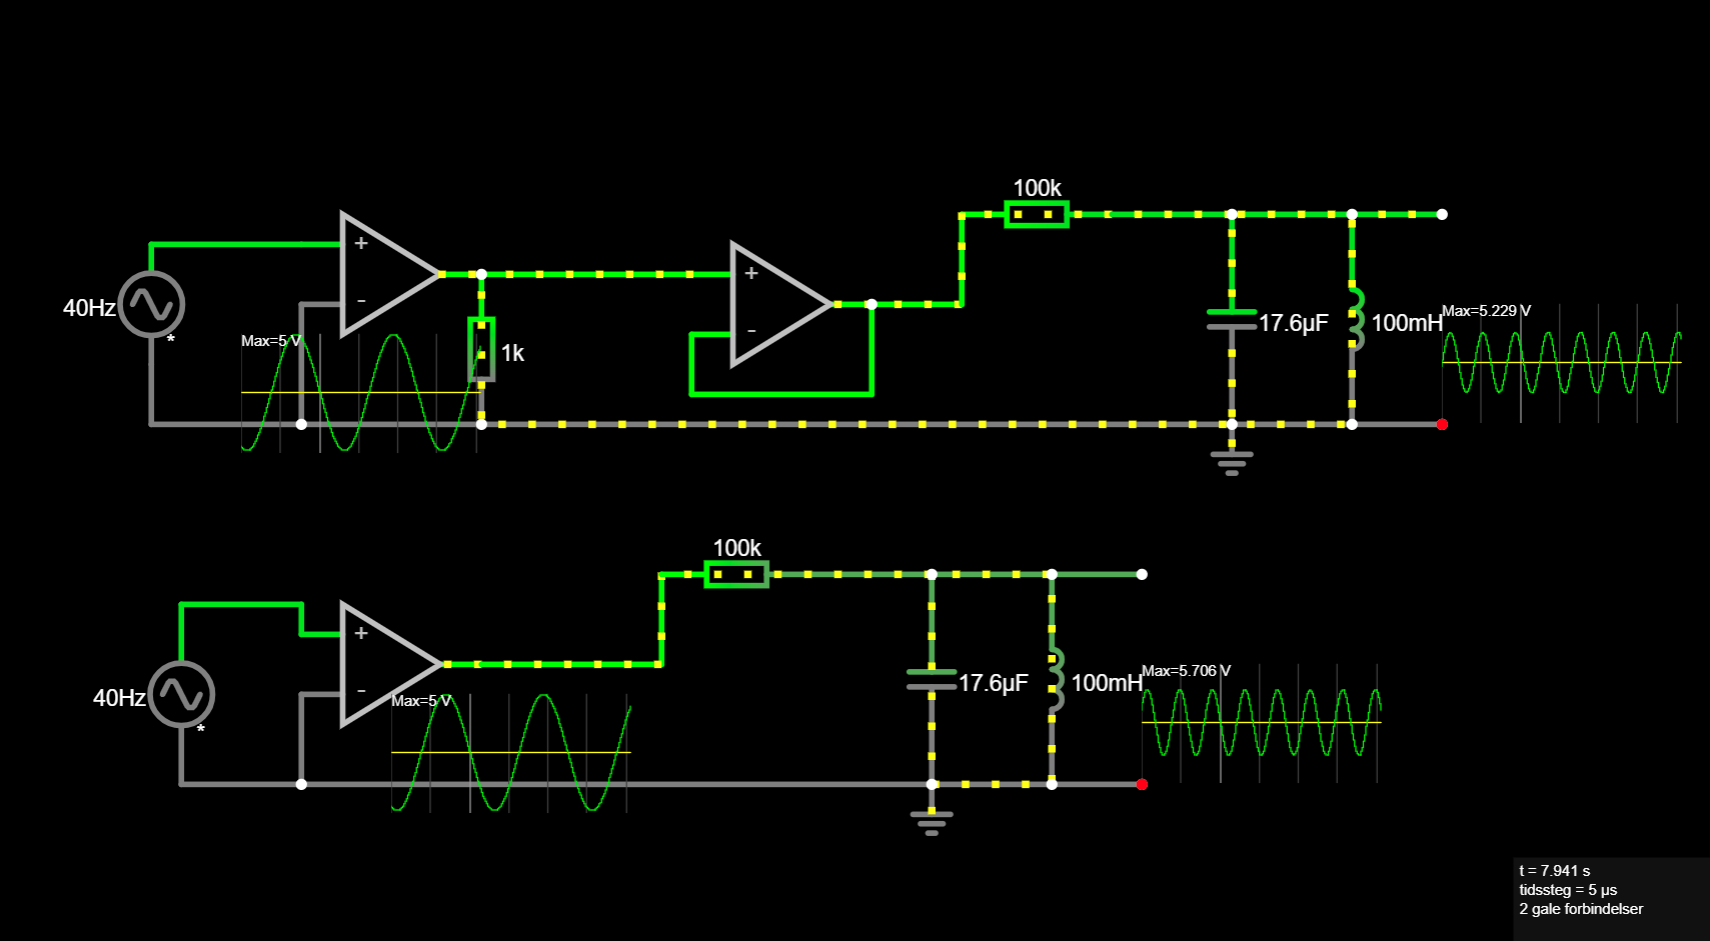 100k
+
-
40Hz
*
Max=5 V
1k
+
-
17.6µF
100mH
Max=5.229 V
100k
+
-
40Hz
*
Max=5 V
17.6µF
100mH
Max=5.706 V
t = 7.941 s
tidssteg = 5 µs
2 gale forbindelser